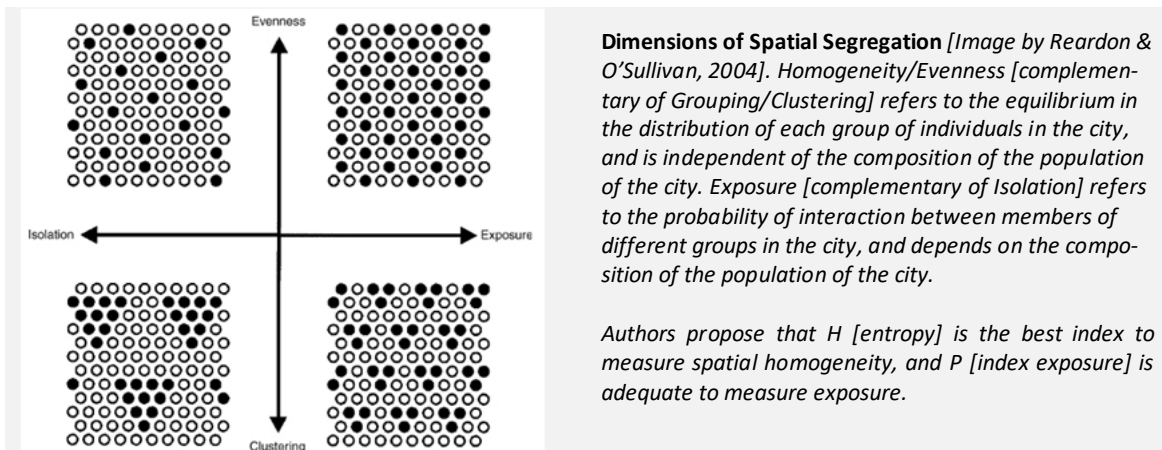 Evenness
Isolation
Exposure
Clustering
Dimensions of Spatial Segregation [Image by Reardon &
O’Sullivan, 2004]. Homogeneity/Evenness [complemen-
tary of Grouping/Clustering] refers to the equilibrium in
the distribution of each group of individuals in the city,
and is independent of the composition of the population
of the city. Exposure [complementary of Isolation] refers
to the probability of interaction between members of
different groups in the city, and depends on the compo-
sition of the population of the city.
Authors propose that H [entropy] is the best index to
measure spatial homogeneity, and P [index exposure] is
adequate to measure exposure.